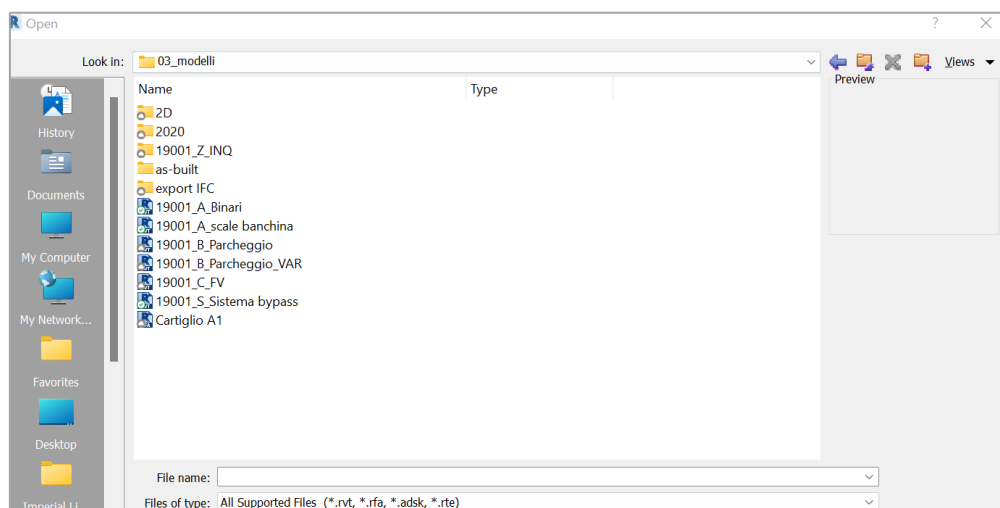 R Open ?
Look in: 03_modelli Views
Preview
Name Type
2D
2020
19001_Z_INQ
as-built
export IFC
19001_A_Binari
19001_A_scale banchina
19001_B_Parcheggio
19001_B_Parcheggio_VAR
19001_C_FV
19001_S_Sistema bypass
Cartiglio A1
History
Documents
My Computer
My Network...
Favorites
Desktop
Imperial Li...
File name:
Files of type: All Supported Files (*.rvt, *.rfa, *.adsk, *.rte)